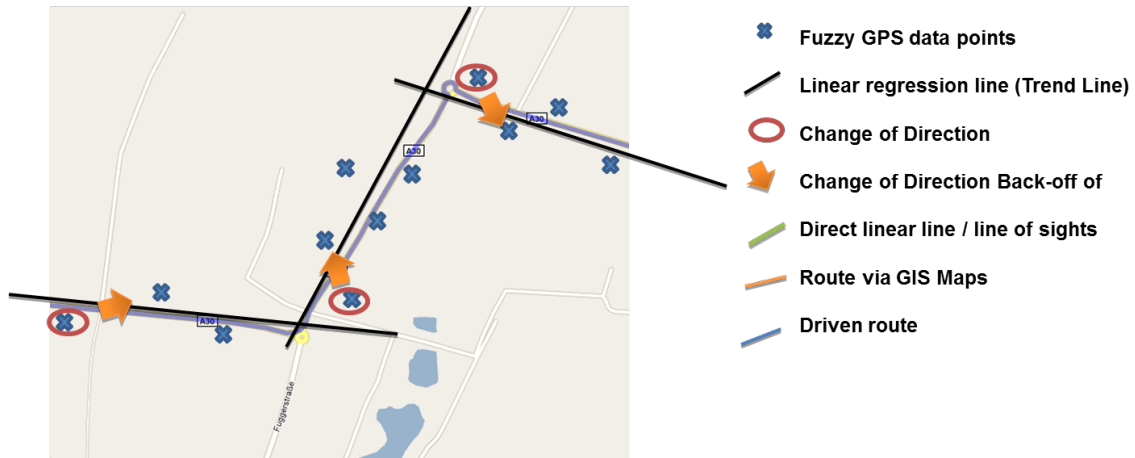 Fuzzy GPS data points
Linear regression line (Trend Line)
Change of Direction
Change of Direction Back-off of
Direct linear line / line of sights
Route via GIS Maps
Driven route
A30
A30
A30
Fuggerstraße